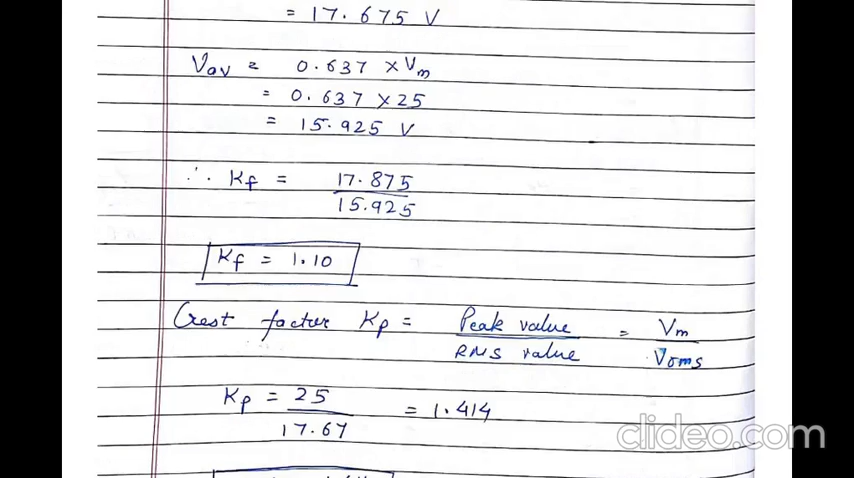 = 17.675 V
Vav = 0.637 × Vm
= 0.637 × 25
= 15.925 V
∴ Kf = 17.875 / 15.925
Kf = 1.10
Crest factor Kp = Peak value / RMS value = Vm / Vrms
Kp = 25 / 17.67 = 1.414
clideo.com